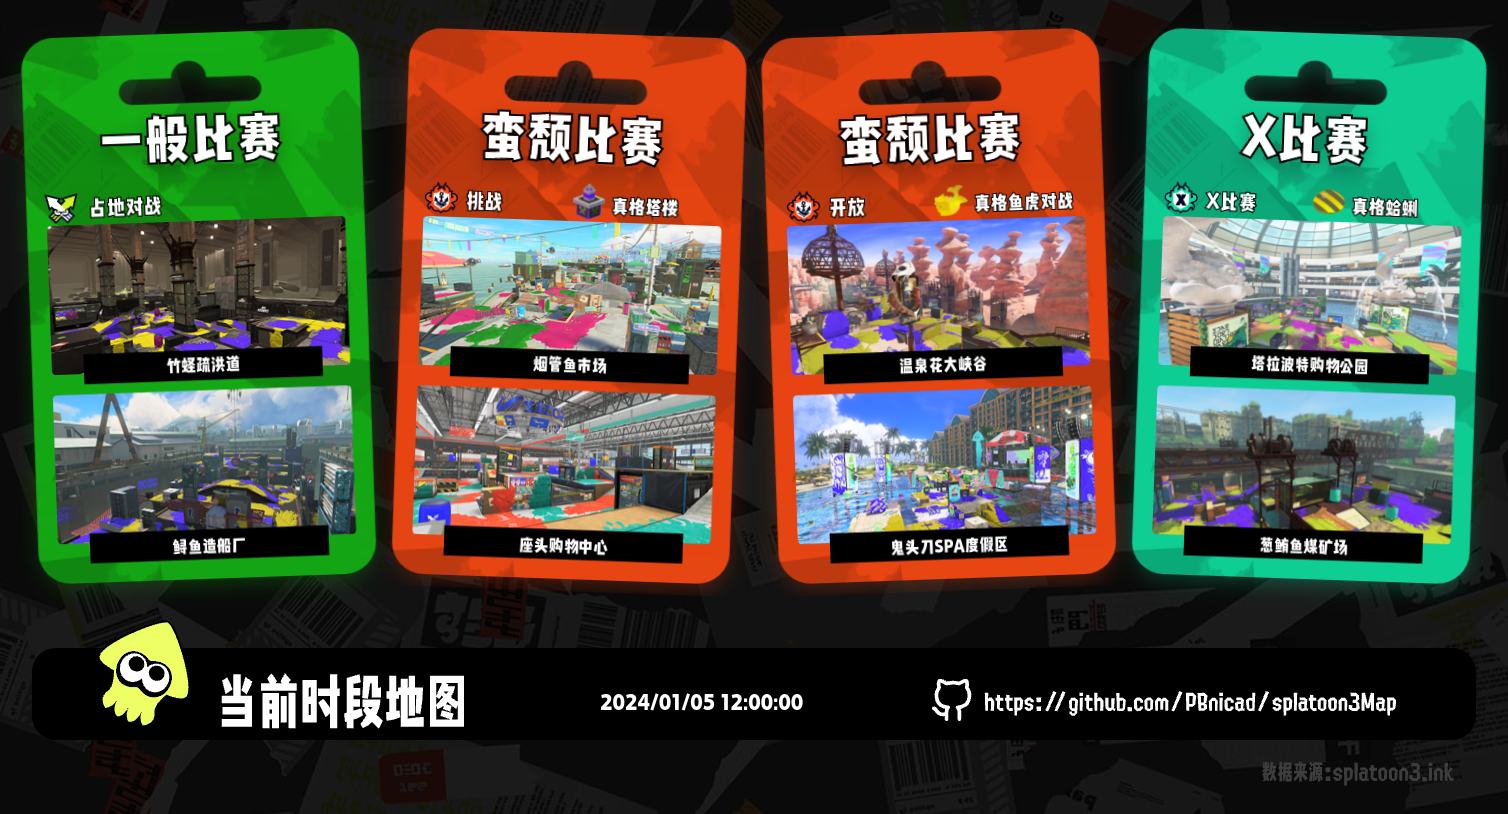 一般比赛
占地对战
竹蛏疏洪道
鲟鱼造船厂
蛮颓比赛
挑战
真格塔楼
烟管鱼市场
座头购物中心
蛮颓比赛
开放
真格鱼虎对战
温泉花大峡谷
鬼头刀SPA度假区
X比赛
X比赛
真格蛤蜊
塔拉波特购物公园
葱鲔鱼煤矿场
当前时段地图
2024/01/05 12:00:00
https://github.com/PBnicad/splatoon3Map
数据来源:splatoon3.ink